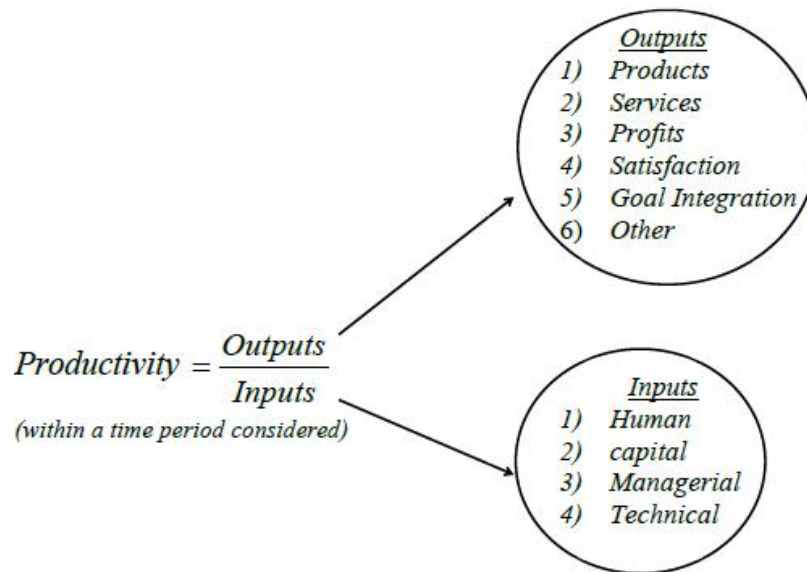 Outputs
1) Products
2) Services
3) Profits
4) Satisfaction
5) Goal Integration
6) Other
Productivity = Outputs / Inputs
(within a time period considered)
Inputs
1) Human
2) capital
3) Managerial
4) Technical